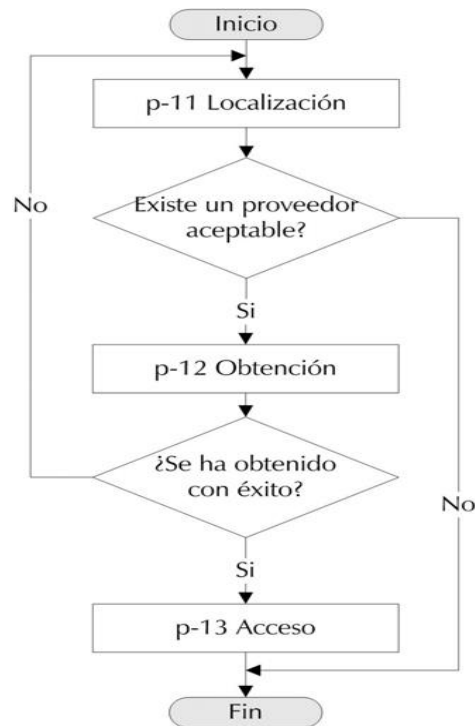 Inicio
p-11 Localización
No
Existe un proveedor
aceptable?
Si
p-12 Obtención
¿Se ha obtenido
con éxito?
No
Si
p-13 Acceso
Fin